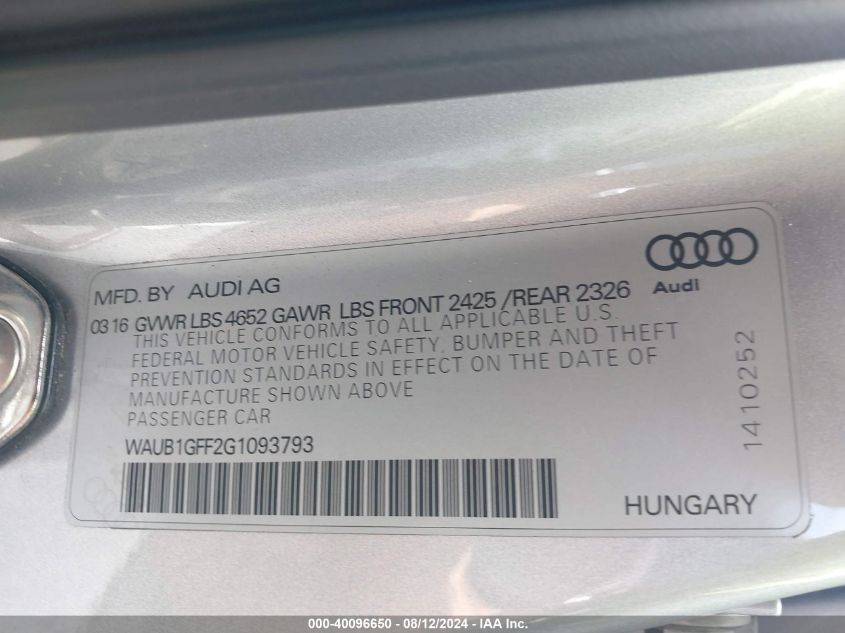 MFD. BY AUDI AG
Audi
03 16 GVWR LBS 4652 GAWR LBS FRONT 2425 /REAR 2326
THIS VEHICLE CONFORMS TO ALL APPLICABLE U.S.
FEDERAL MOTOR VEHICLE SAFETY, BUMPER AND THEFT
PREVENTION STANDARDS IN EFFECT ON THE DATE OF
MANUFACTURE SHOWN ABOVE
PASSENGER CAR
WAUB1GFF2G1093793
1410252
HUNGARY
000-40096650 - 08/12/2024 - IAA Inc.